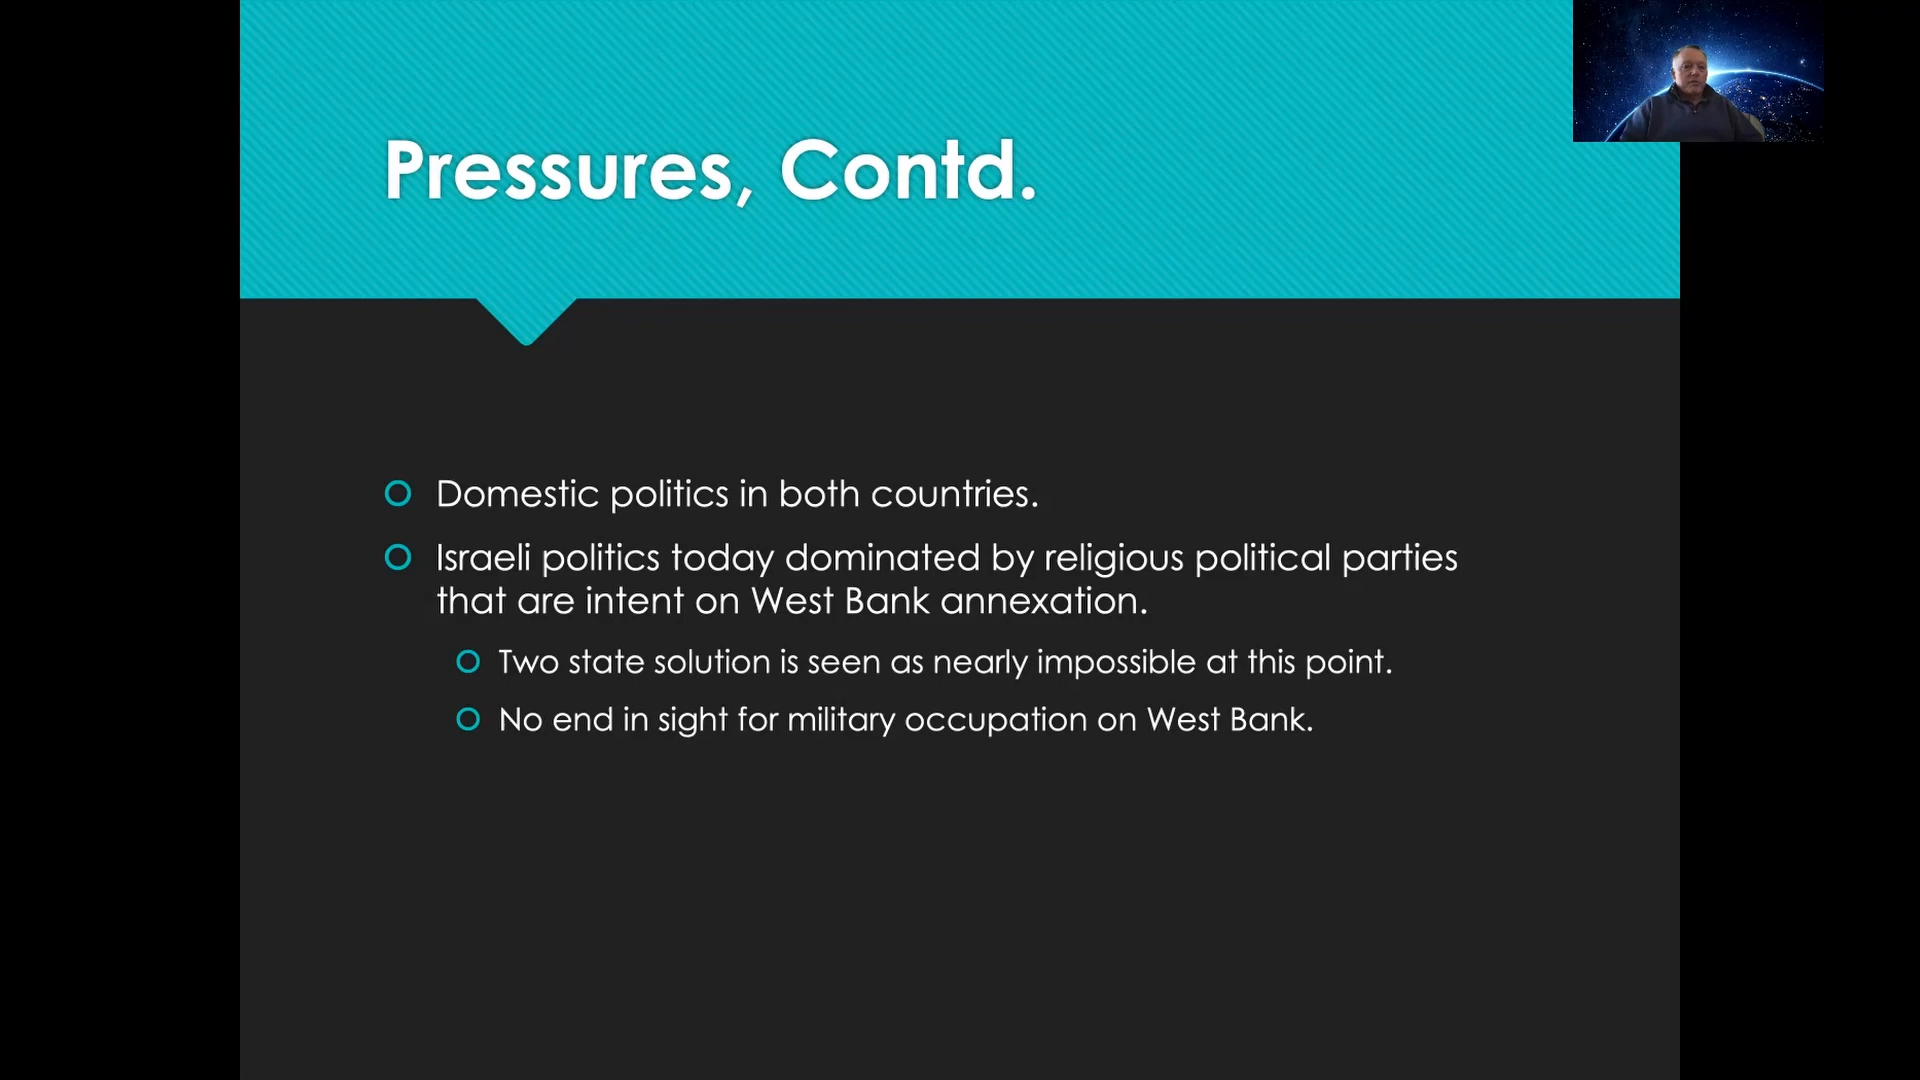 Pressures, Contd.
Domestic politics in both countries.
Israeli politics today dominated by religious political parties
that are intent on West Bank annexation.
Two state solution is seen as nearly impossible at this point.
No end in sight for military occupation on West Bank.